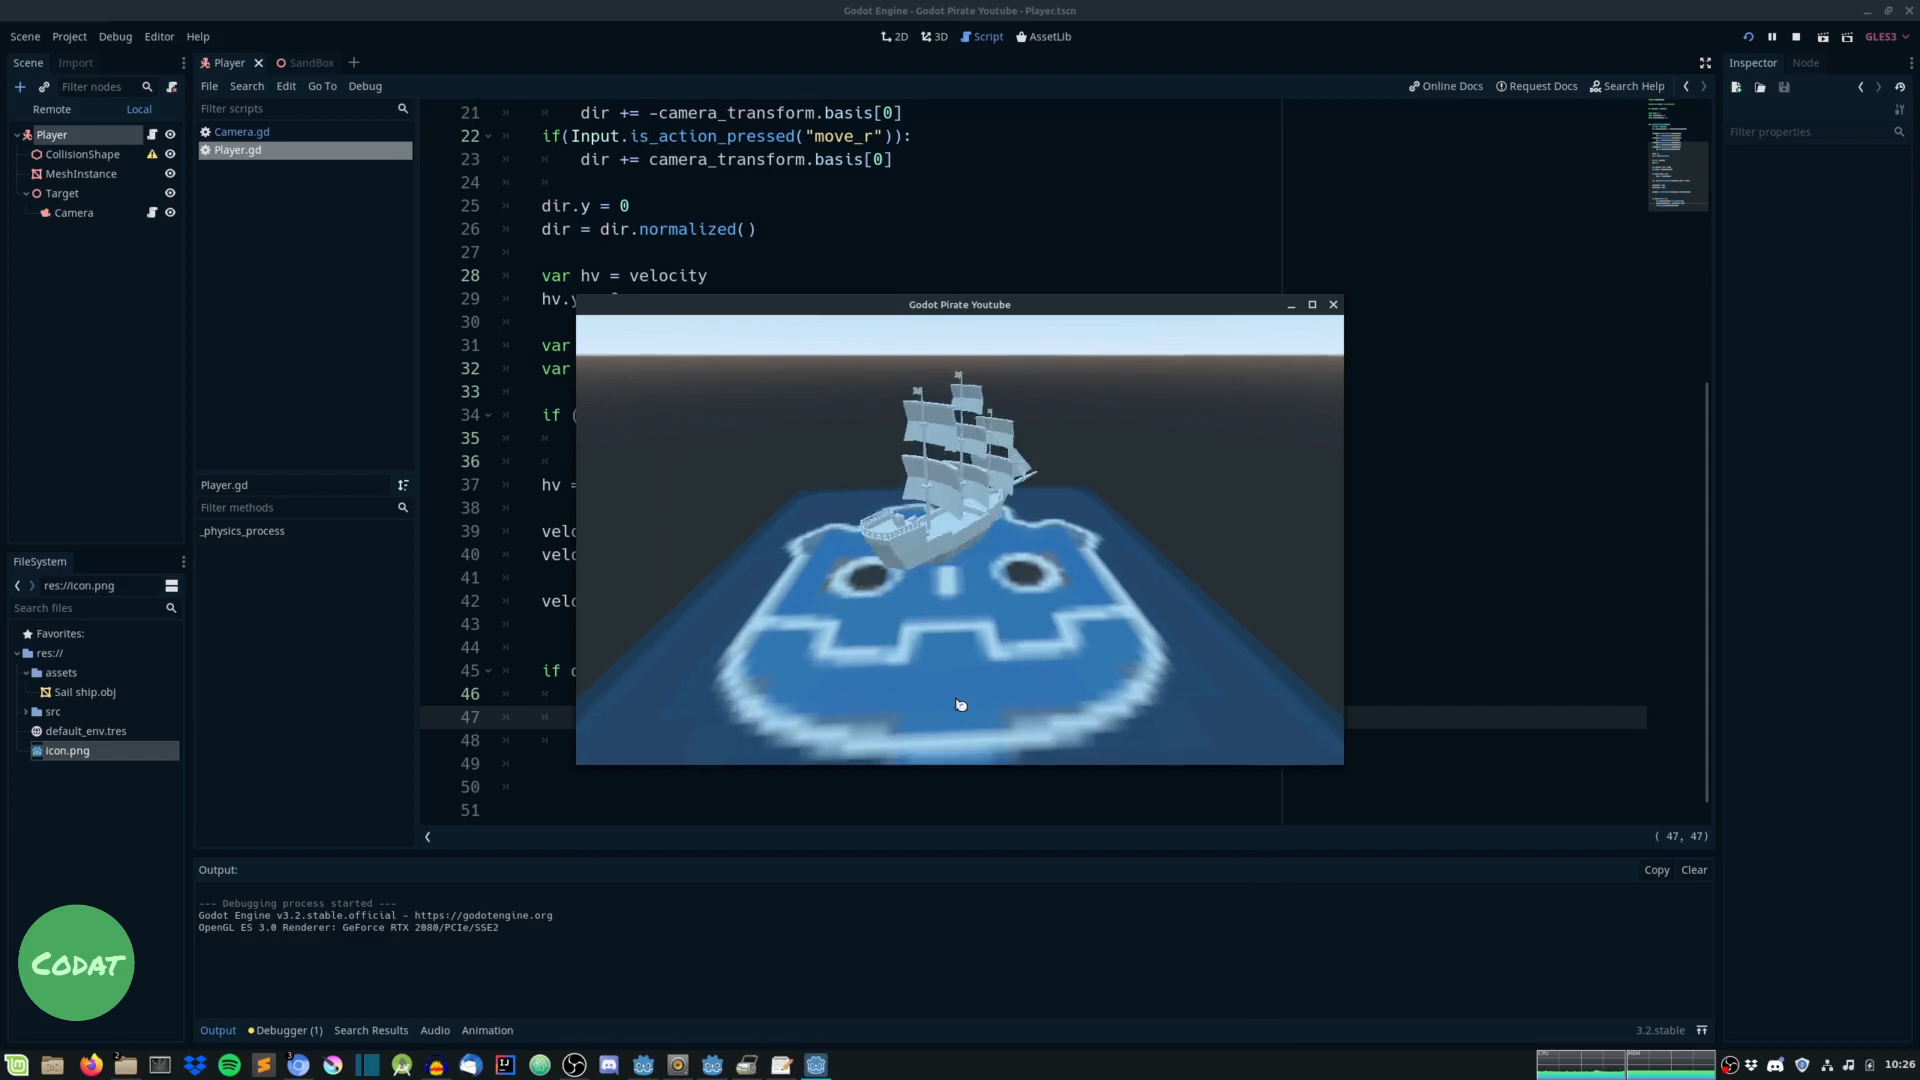 Godot Engine - Godot Pirate Youtube - Player.tscn
Scene Project Debug Editor Help
2D 3D Script AssetLib
GLES3
Scene Import
Player SandBox
Inspector Node
Filter nodes
File Search Edit Go To Debug
Online Docs Request Docs Search Help
Remote Local
Filter scripts
Filter properties
Player
CollisionShape
MeshInstance
Target
Camera
Camera.gd
Player.gd
21 dir += -camera_transform.basis[0]
22 if(Input.is_action_pressed("move_r")):
23 dir += camera_transform.basis[0]
24
25 dir.y = 0
26 dir = dir.normalized()
27
28 var hv = velocity
29 hv.y
30
31 var
32 var
33
34 if (
35
36
37 hv =
38
39 velo
40 velo
41
42 velo
43
44
45 if
46
47
48
49
50
51
Godot Pirate Youtube
Player.gd
Filter methods
_physics_process
FileSystem
res://icon.png
Search files
Favorites:
res://
assets
Sail ship.obj
src
default_env.tres
icon.png
( 47, 47)
Output:
Copy Clear
--- Debugging process started ---
Godot Engine v3.2.stable.official - https://godotengine.org
OpenGL ES 3.0 Renderer: GeForce RTX 2080/PCIe/SSE2
CODAT
Output Debugger (1) Search Results Audio Animation
3.2.stable
2
3
10:26